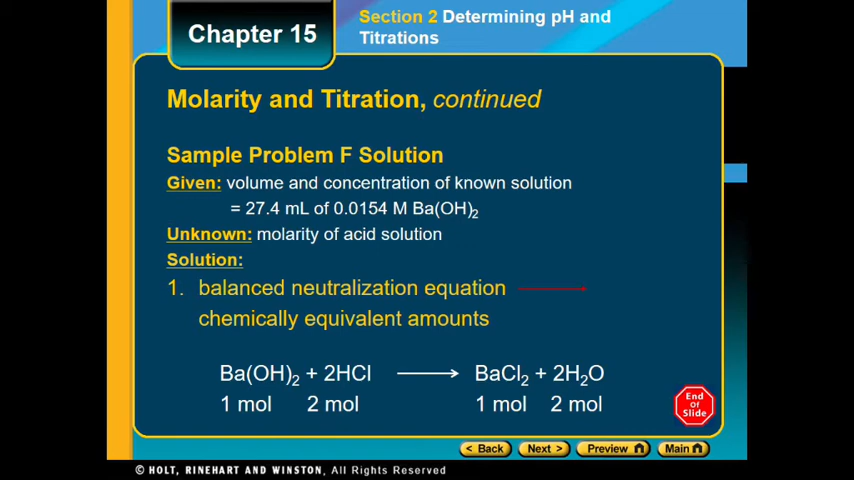 Chapter 15
Section 2 Determining pH and
Titrations
Molarity and Titration, continued
Sample Problem F Solution
Given: volume and concentration of known solution
= 27.4 mL of 0.0154 M Ba(OH)₂
Unknown: molarity of acid solution
Solution:
1. balanced neutralization equation ⟶
chemically equivalent amounts
Ba(OH)₂ + 2HCl ⟶ BaCl₂ + 2H₂O
1 mol 2 mol 1 mol 2 mol
End
Of
Slide
< Back Next > Preview Main
© HOLT, RINEHART AND WINSTON, All Rights Reserved